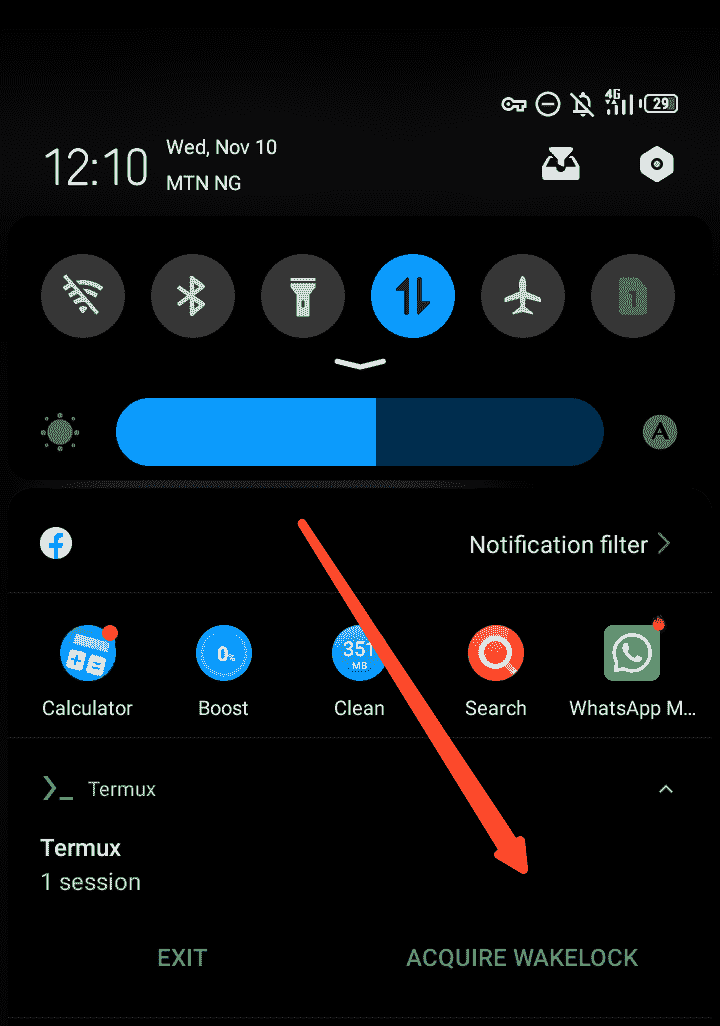 4G
29
12:10
Wed, Nov 10
MTN NG
1
A
Notification filter
0%
351
MB
Calculator
Boost
Clean
Search
WhatsApp M...
Termux
Termux
1 session
EXIT
ACQUIRE WAKELOCK